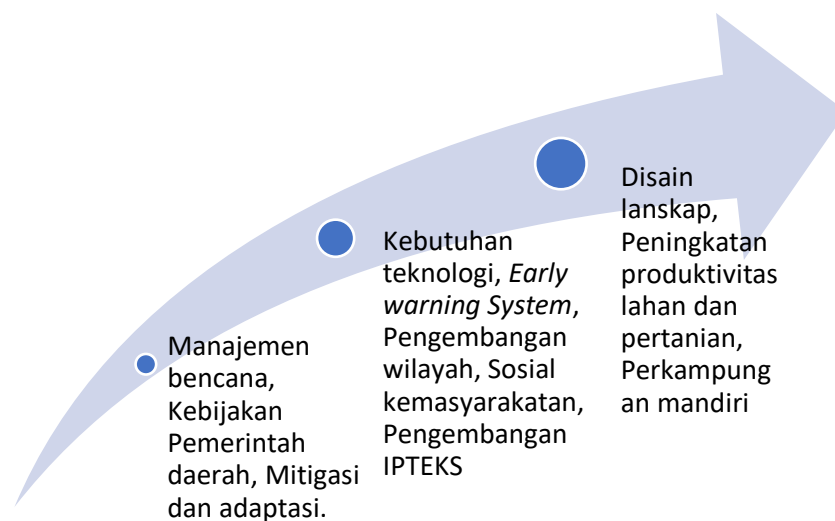 Manajemen
bencana,
Kebijakan
Pemerintah
daerah, Mitigasi
dan adaptasi.
Kebutuhan
teknologi, Early
warning System,
Pengembangan
wilayah, Sosial
kemasyarakatan,
Pengembangan
IPTEKS
Disain
lanskap,
Peningkatan
produktivitas
lahan dan
pertanian,
Perkampung
an mandiri